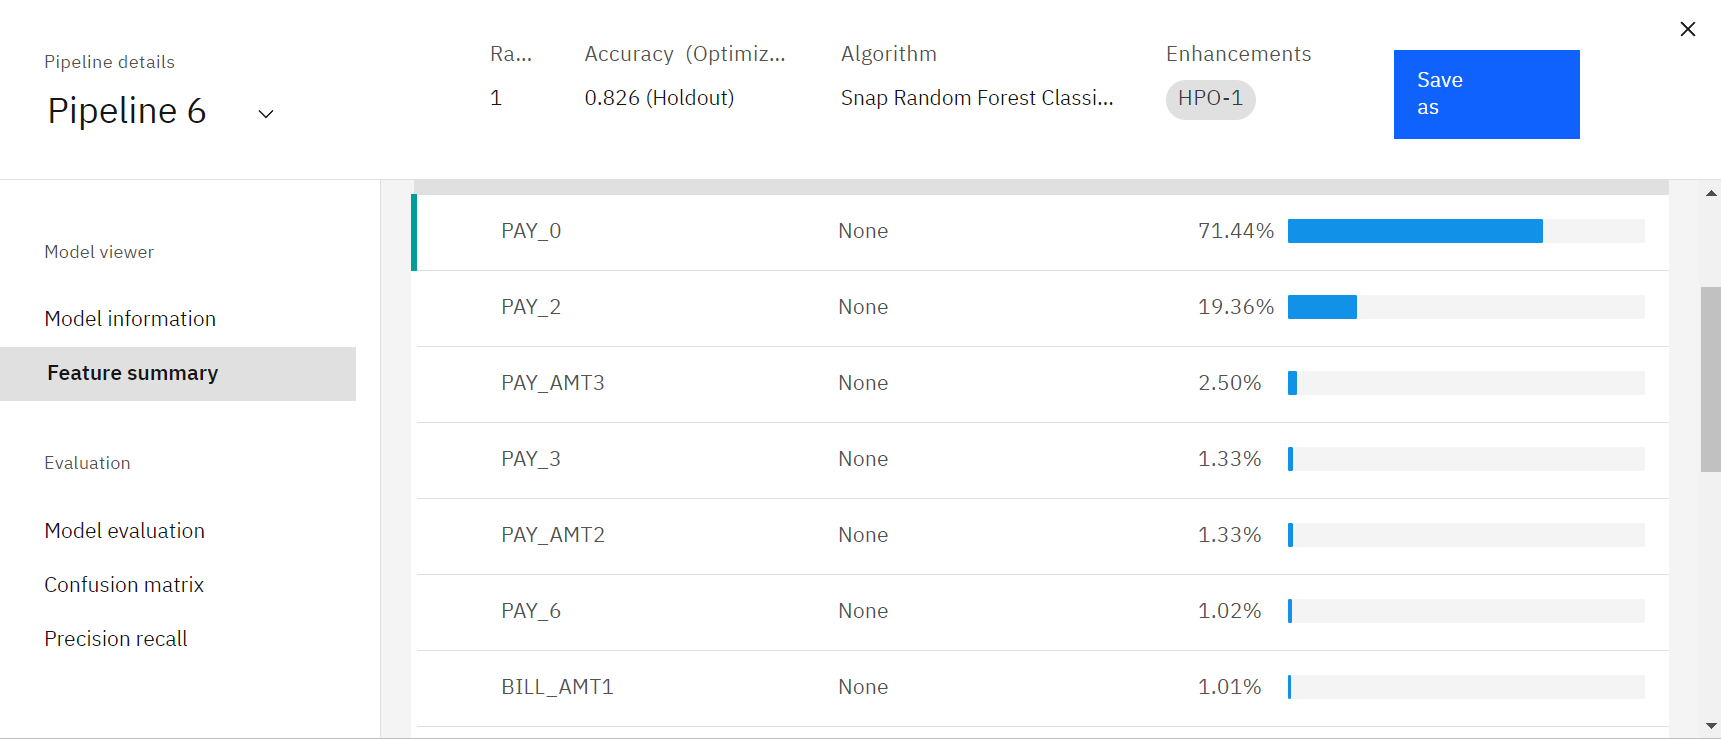 Pipeline details
Pipeline 6
Ra...
1
Accuracy (Optimiz...
0.826 (Holdout)
Algorithm
Snap Random Forest Classi...
Enhancements
HPO-1
Save
as
Model viewer
Model information
Feature summary
Evaluation
Model evaluation
Confusion matrix
Precision recall
PAY_0 None 71.44%
PAY_2 None 19.36%
PAY_AMT3 None 2.50%
PAY_3 None 1.33%
PAY_AMT2 None 1.33%
PAY_6 None 1.02%
BILL_AMT1 None 1.01%